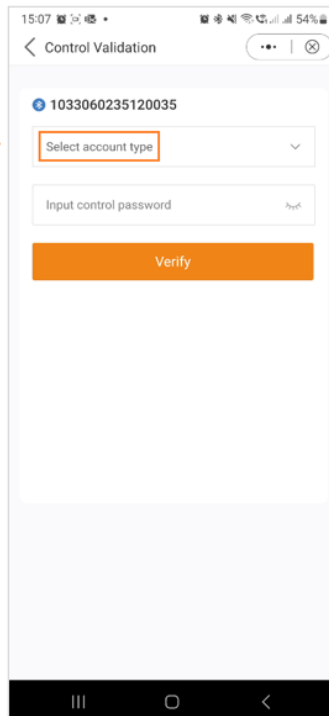 15:07 54%
Control Validation
1033060235120035
Select account type
Input control password
Verify